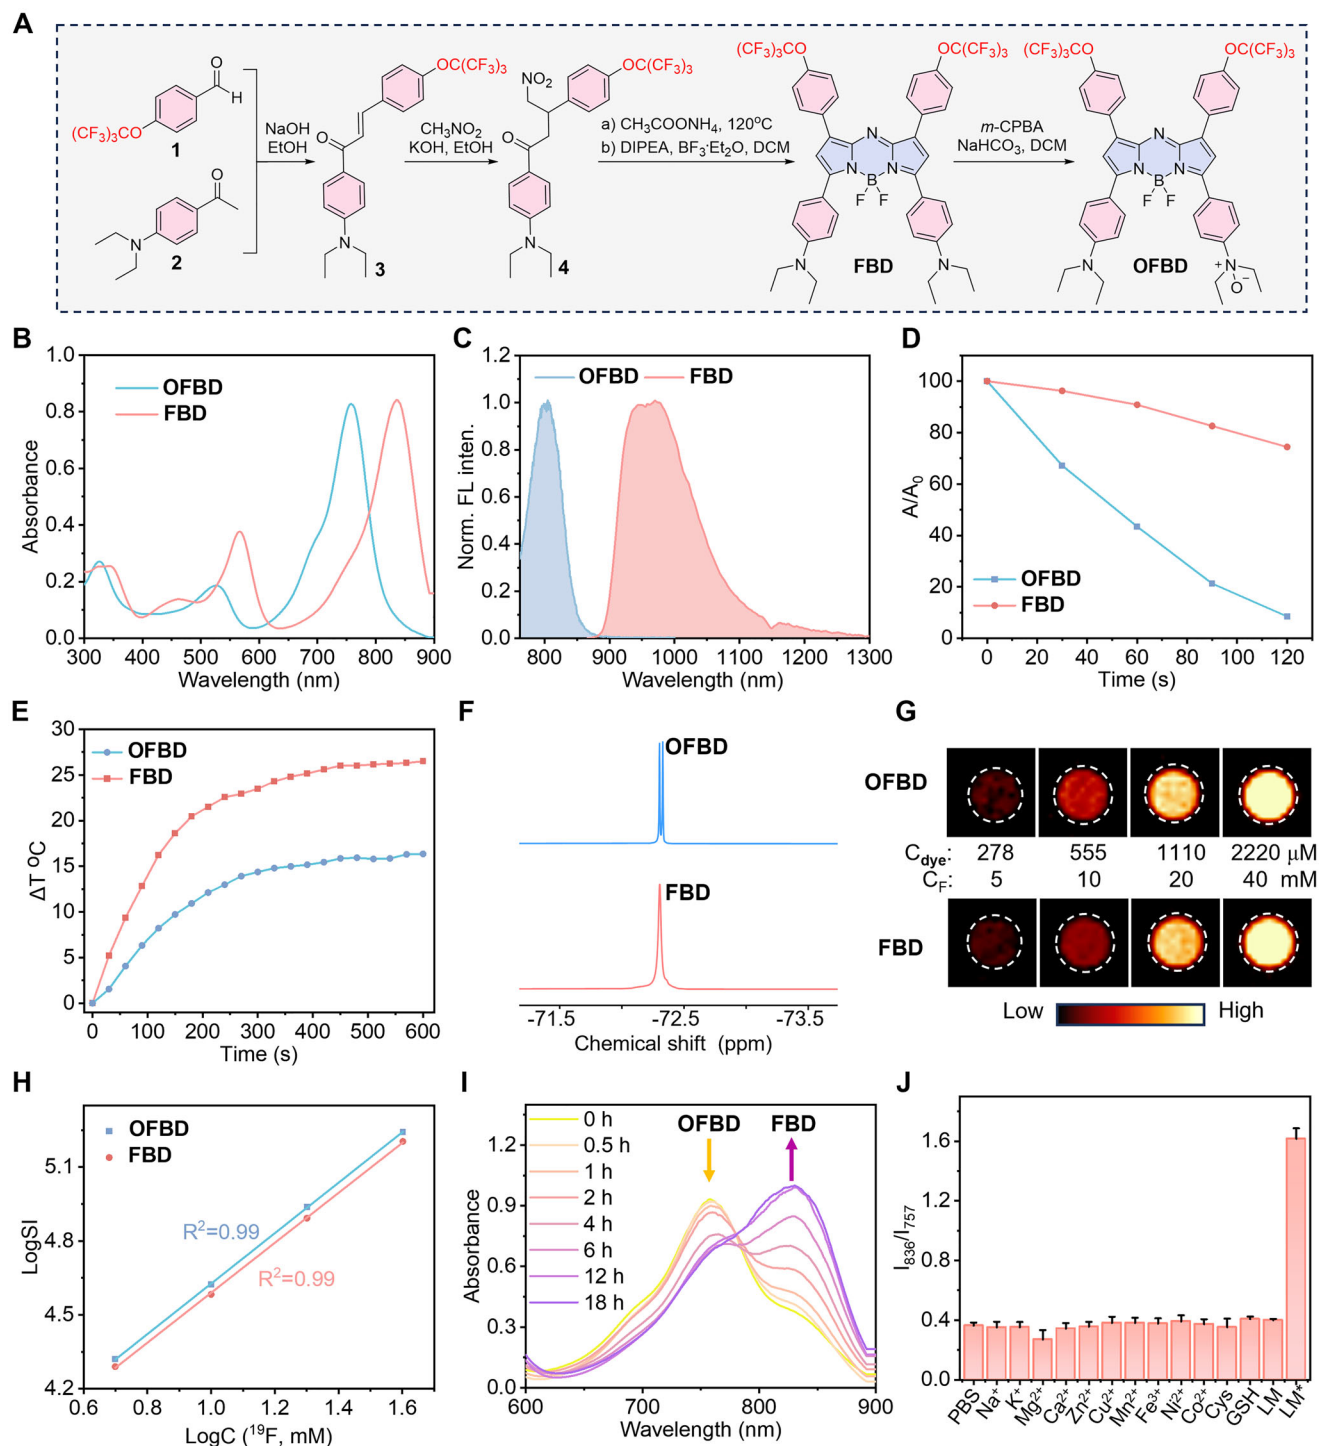 A
(CF₃)₃CO
H
O
1
N
O
2
NaOH
EtOH
OC(CF₃)₃
O
N
3
CH₃NO₂
KOH, EtOH
NO₂
OC(CF₃)₃
O
N
4
a) CH₃COONH₄, 120°C
b) DIPEA, BF₃·Et₂O, DCM
(CF₃)₃CO
OC(CF₃)₃
N
N
N
B
F
F
N
N
FBD
m-CPBA
NaHCO₃, DCM
(CF₃)₃CO
OC(CF₃)₃
N
N
N
B
F
F
N
N
+
O
−
OFBD
B
OFBD
FBD
Absorbance
1.0
0.8
0.6
0.4
0.2
0.0
300 400 500 600 700 800 900
Wavelength (nm)
C
OFBD
FBD
Norm. FL inten.
1.2
1.0
0.8
0.6
0.4
0.2
0.0
800 900 1000 1100 1200 1300
Wavelength (nm)
D
A/A₀
100
80
60
40
20
0
OFBD
FBD
0 20 40 60 80 100 120
Time (s)
E
OFBD
FBD
ΔT °C
30
25
20
15
10
5
0
0 100 200 300 400 500 600
Time (s)
F
OFBD
FBD
-71.5 -72.5 -73.5
Chemical shift (ppm)
G
OFBD
C_dye: 278 555 1110 2220 μM
C_F: 5 10 20 40 mM
FBD
Low High
H
OFBD
FBD
LogSI
5.1
4.8
4.5
4.2
R²=0.99
R²=0.99
0.6 0.8 1.0 1.2 1.4 1.6
LogC (¹⁹F, mM)
I
0 h
0.5 h
1 h
2 h
4 h
6 h
12 h
18 h
OFBD
FBD
Absorbance
1.2
0.9
0.6
0.3
0.0
600 700 800 900
Wavelength (nm)
J
I₈₃₆/I₇₅₇
1.6
1.2
0.8
0.4
0.0
PBS
Na⁺
K⁺
Mg²⁺
Ca²⁺
Zn²⁺
Cu²⁺
Mn²⁺
Fe³⁺
Ni²⁺
Co²⁺
Cys
GSH
LM
LM*